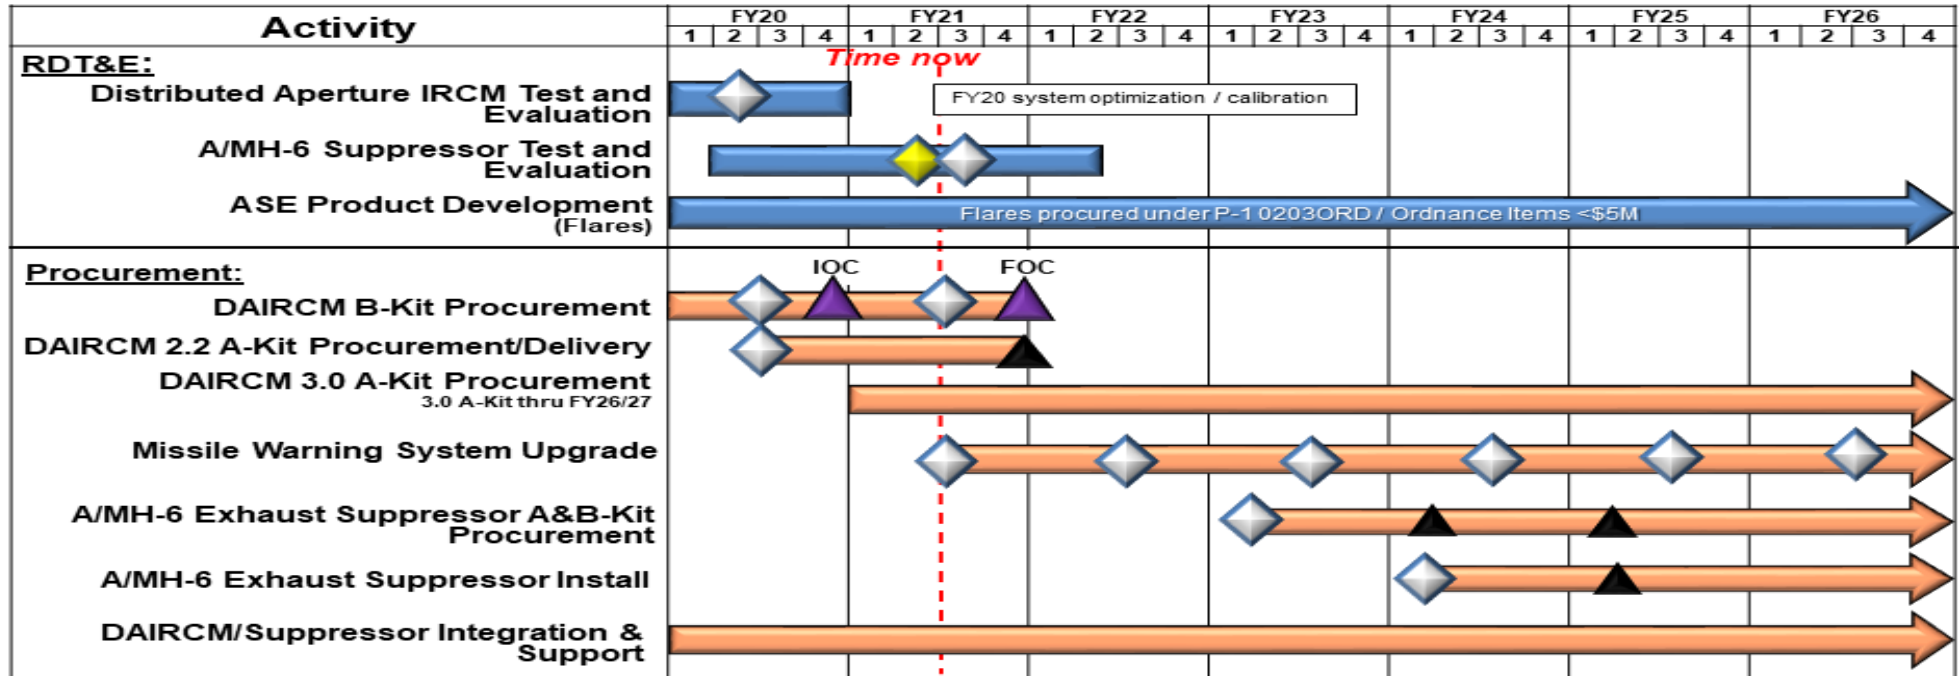 Activity
FY20 FY21 FY22 FY23 FY24 FY25 FY26
1 2 3 4 1 2 3 4 1 2 3 4 1 2 3 4 1 2 3 4 1 2 3 4 1 2 3 4
Time now
RDT&E:
Distributed Aperture IRCM Test and
Evaluation
FY20 system optimization / calibration
A/MH-6 Suppressor Test and
Evaluation
ASE Product Development
(Flares)
Flares procured under P-1 0203ORD / Ordnance Items <$5M
Procurement:
IOC FOC
DAIRCM B-Kit Procurement
DAIRCM 2.2 A-Kit Procurement/Delivery
DAIRCM 3.0 A-Kit Procurement
3.0 A-Kit thru FY26/27
Missile Warning System Upgrade
A/MH-6 Exhaust Suppressor A&B-Kit
Procurement
A/MH-6 Exhaust Suppressor Install
DAIRCM/Suppressor Integration &
Support